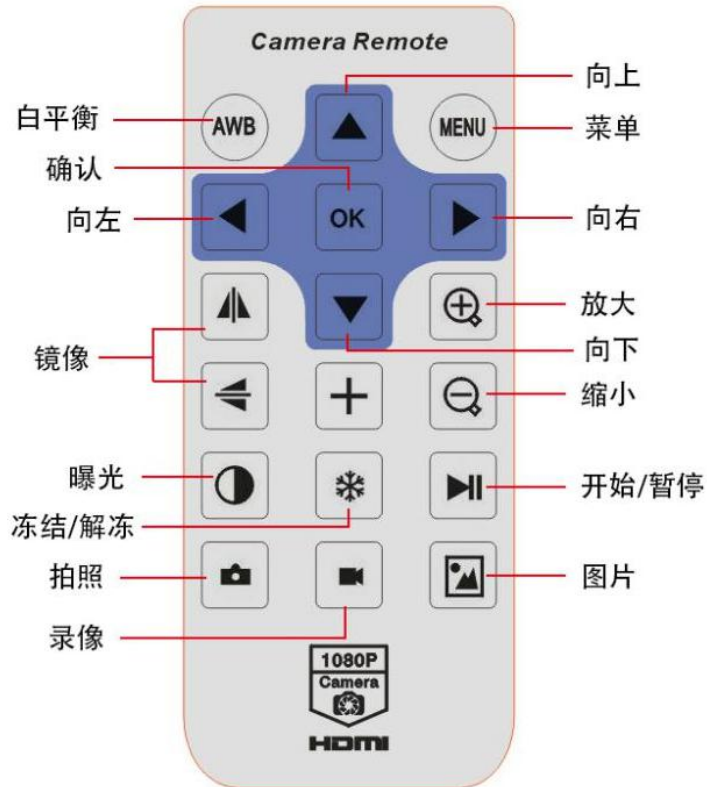 Camera Remote
向上
白平衡
AWB
MENU
菜单
确认
向左
OK
向右
放大
镜像
向下
缩小
曝光
开始/暂停
冻结/解冻
拍照
图片
录像
1080P
Camera
HDMI